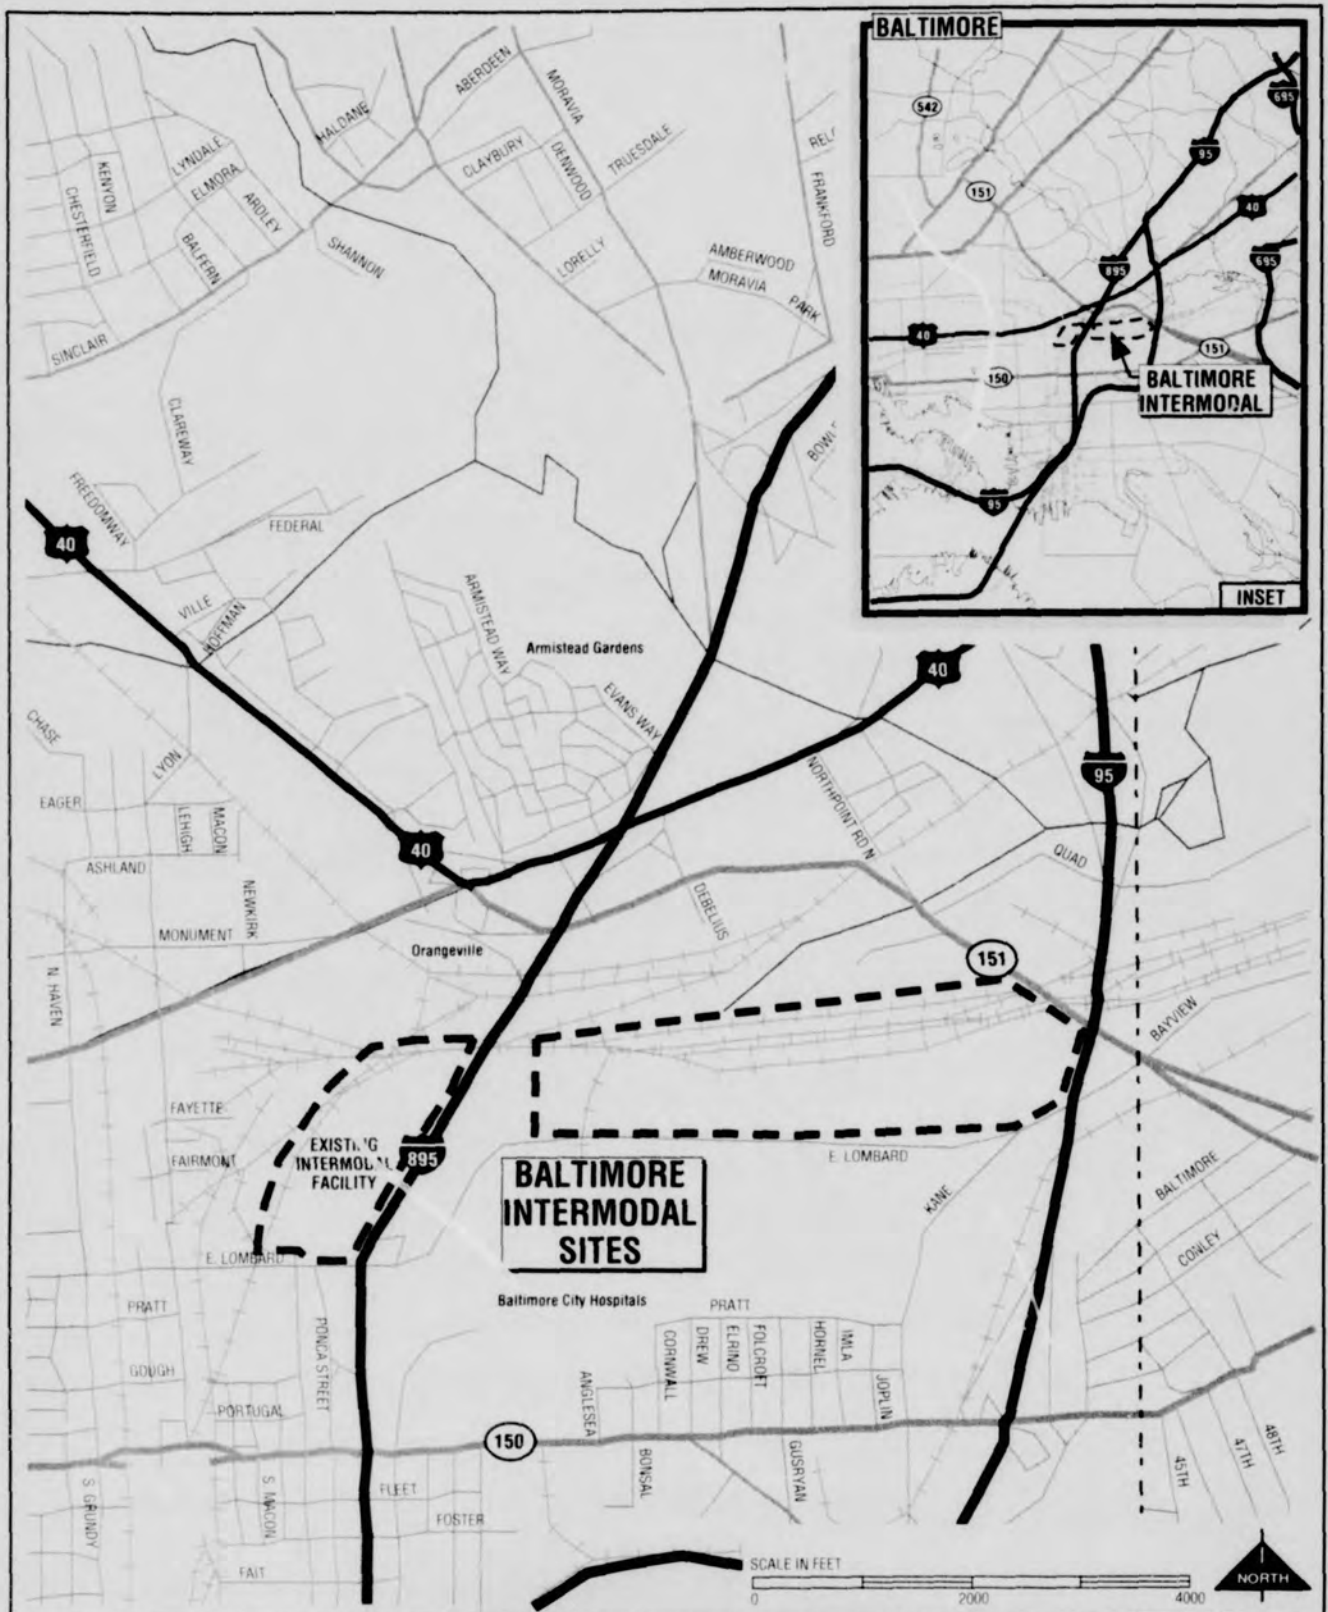 BALTIMORE
542
151
95
695
40
895
695
40
151
150
BALTIMORE
INTERMODAL
95
INSET
ABERDEEN
MORAVIA
HALDANE
CLAYBURY
DENWOOD
TRUESDALE
LYNDALE
KENYON
ELMORA
CHESTERFIELD
ARDLEY
BALFERN
SHANNON
LORELLY
FRANKFORD
AMBERWOOD
MORAVIA
PARK
SINCLAIR
CLAREWAY
FREEDOMWAY
FEDERAL
40
VILLE
HOFFMAN
ARMISTEAD WAY
Armistead Gardens
EVANS WAY
40
CHASE
LYON
NORTHPOINT RD N
95
EAGER
LEHIGH
MACON
40
QUAD
ASHLAND
NEWKIRK
DEBELIUS
MONUMENT
Orangeville
151
N. HAVEN
BAYVIEW
FAYETTE
FAIRMONT
EXISTING
INTERMODAL
FACILITY
895
E. LOMBARD
BALTIMORE
INTERMODAL
SITES
KANE
BALTIMORE
CONLEY
E. LOMBARD
Baltimore City Hospitals
PRATT
PRATT
PONCA STREET
CORNWALL
DREW
ELRINO
FOLCROFT
HORNEL
IMLA
JOPLIN
GOUGH
ANGLESEA
PORTUGAL
150
BONSAL
GUSRYAN
45TH
47TH
48TH
S. GRUNDY
S. MACON
FLEET
FOSTER
FAIT
SCALE IN FEET
0 2000 4000
NORTH